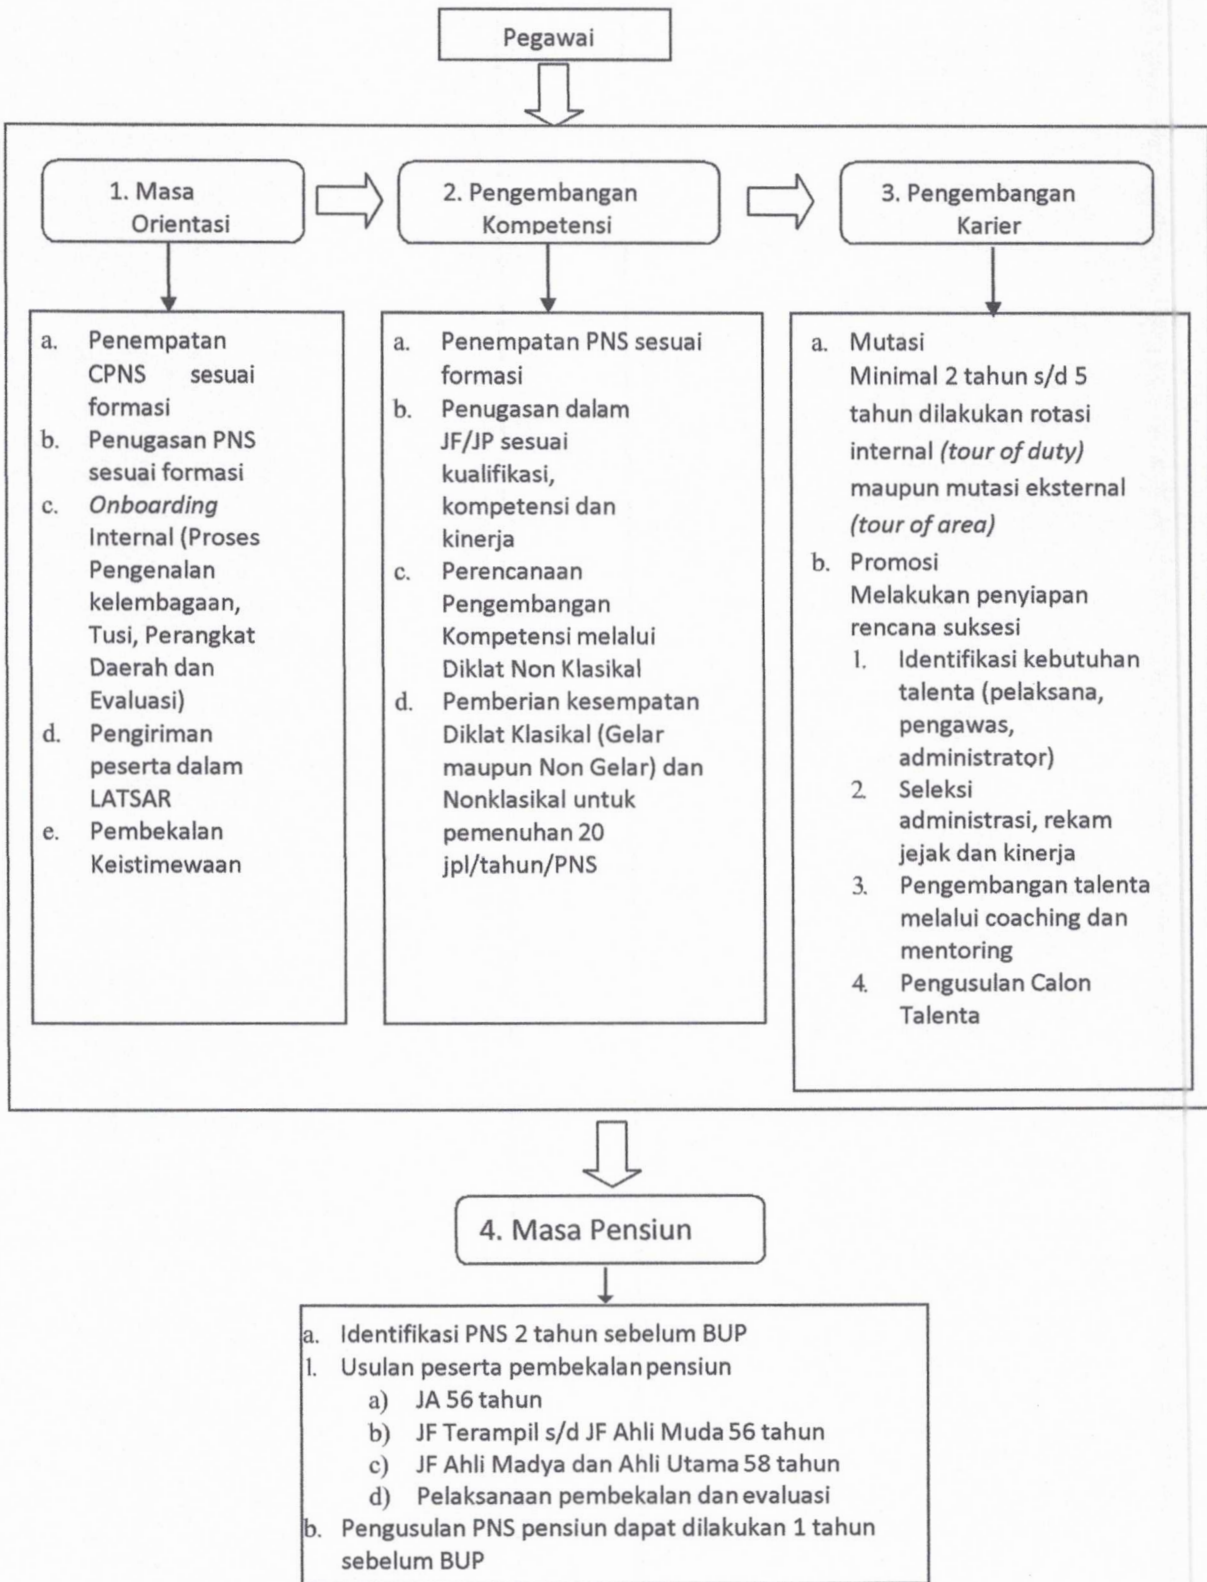 Pegawai
1. Masa
Orientasi
2. Pengembangan
Kompetensi
3. Pengembangan
Karier
a. Penempatan
CPNS sesuai
formasi
b. Penugasan PNS
sesuai formasi
c. Onboarding
Internal (Proses
Pengenalan
kelembagaan,
Tusi, Perangkat
Daerah dan
Evaluasi)
d. Pengiriman
peserta dalam
LATSAR
e. Pembekalan
Keistimewaan
a. Penempatan PNS sesuai
formasi
b. Penugasan dalam
JF/JP sesuai
kualifikasi,
kompetensi dan
kinerja
c. Perencanaan
Pengembangan
Kompetensi melalui
Diklat Non Klasikal
d. Pemberian kesempatan
Diklat Klasikal (Gelar
maupun Non Gelar) dan
Nonklasikal untuk
pemenuhan 20
jpl/tahun/PNS
a. Mutasi
Minimal 2 tahun s/d 5
tahun dilakukan rotasi
internal (tour of duty)
maupun mutasi eksternal
(tour of area)
b. Promosi
Melakukan penyiapan
rencana suksesi
1. Identifikasi kebutuhan
talenta (pelaksana,
pengawas,
administrator)
2. Seleksi
administrasi, rekam
jejak dan kinerja
3. Pengembangan talenta
melalui coaching dan
mentoring
4. Pengusulan Calon
Talenta
4. Masa Pensiun
a. Identifikasi PNS 2 tahun sebelum BUP
1. Usulan peserta pembekalan pensiun
a) JA 56 tahun
b) JF Terampil s/d JF Ahli Muda 56 tahun
c) JF Ahli Madya dan Ahli Utama 58 tahun
d) Pelaksanaan pembekalan dan evaluasi
b. Pengusulan PNS pensiun dapat dilakukan 1 tahun
sebelum BUP